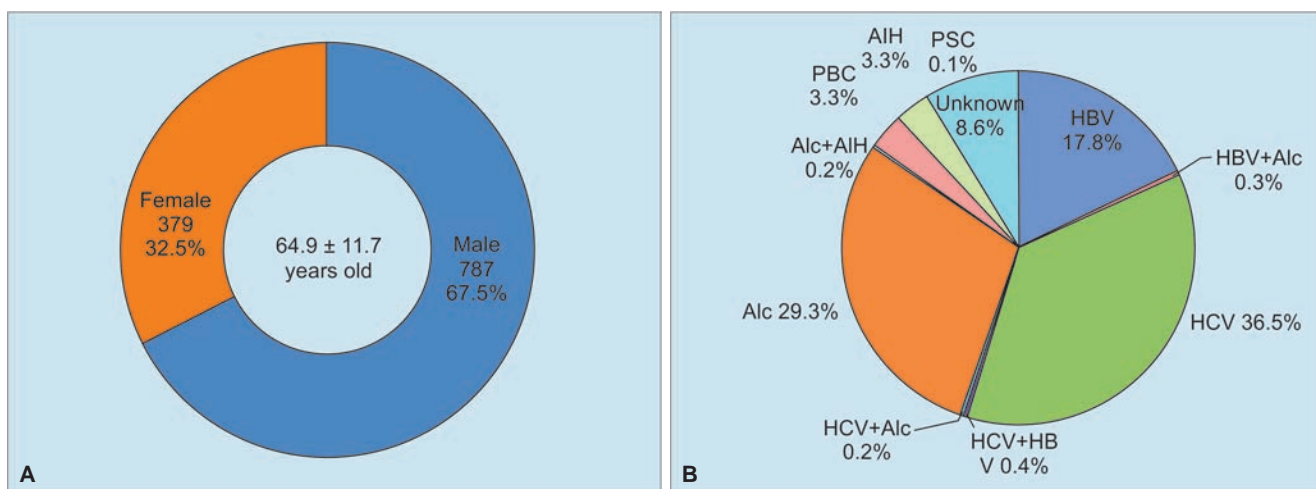 Female
379
32.5%
64.9 ± 11.7
years old
Male
787
67.5%
A
AIH
3.3%
PSC
0.1%
PBC
3.3%
Unknown
8.6%
HBV
17.8%
Alc+AIH
0.2%
HBV+Alc
0.3%
Alc 29.3%
HCV 36.5%
HCV+Alc
0.2%
HCV+HB
V 0.4%
B